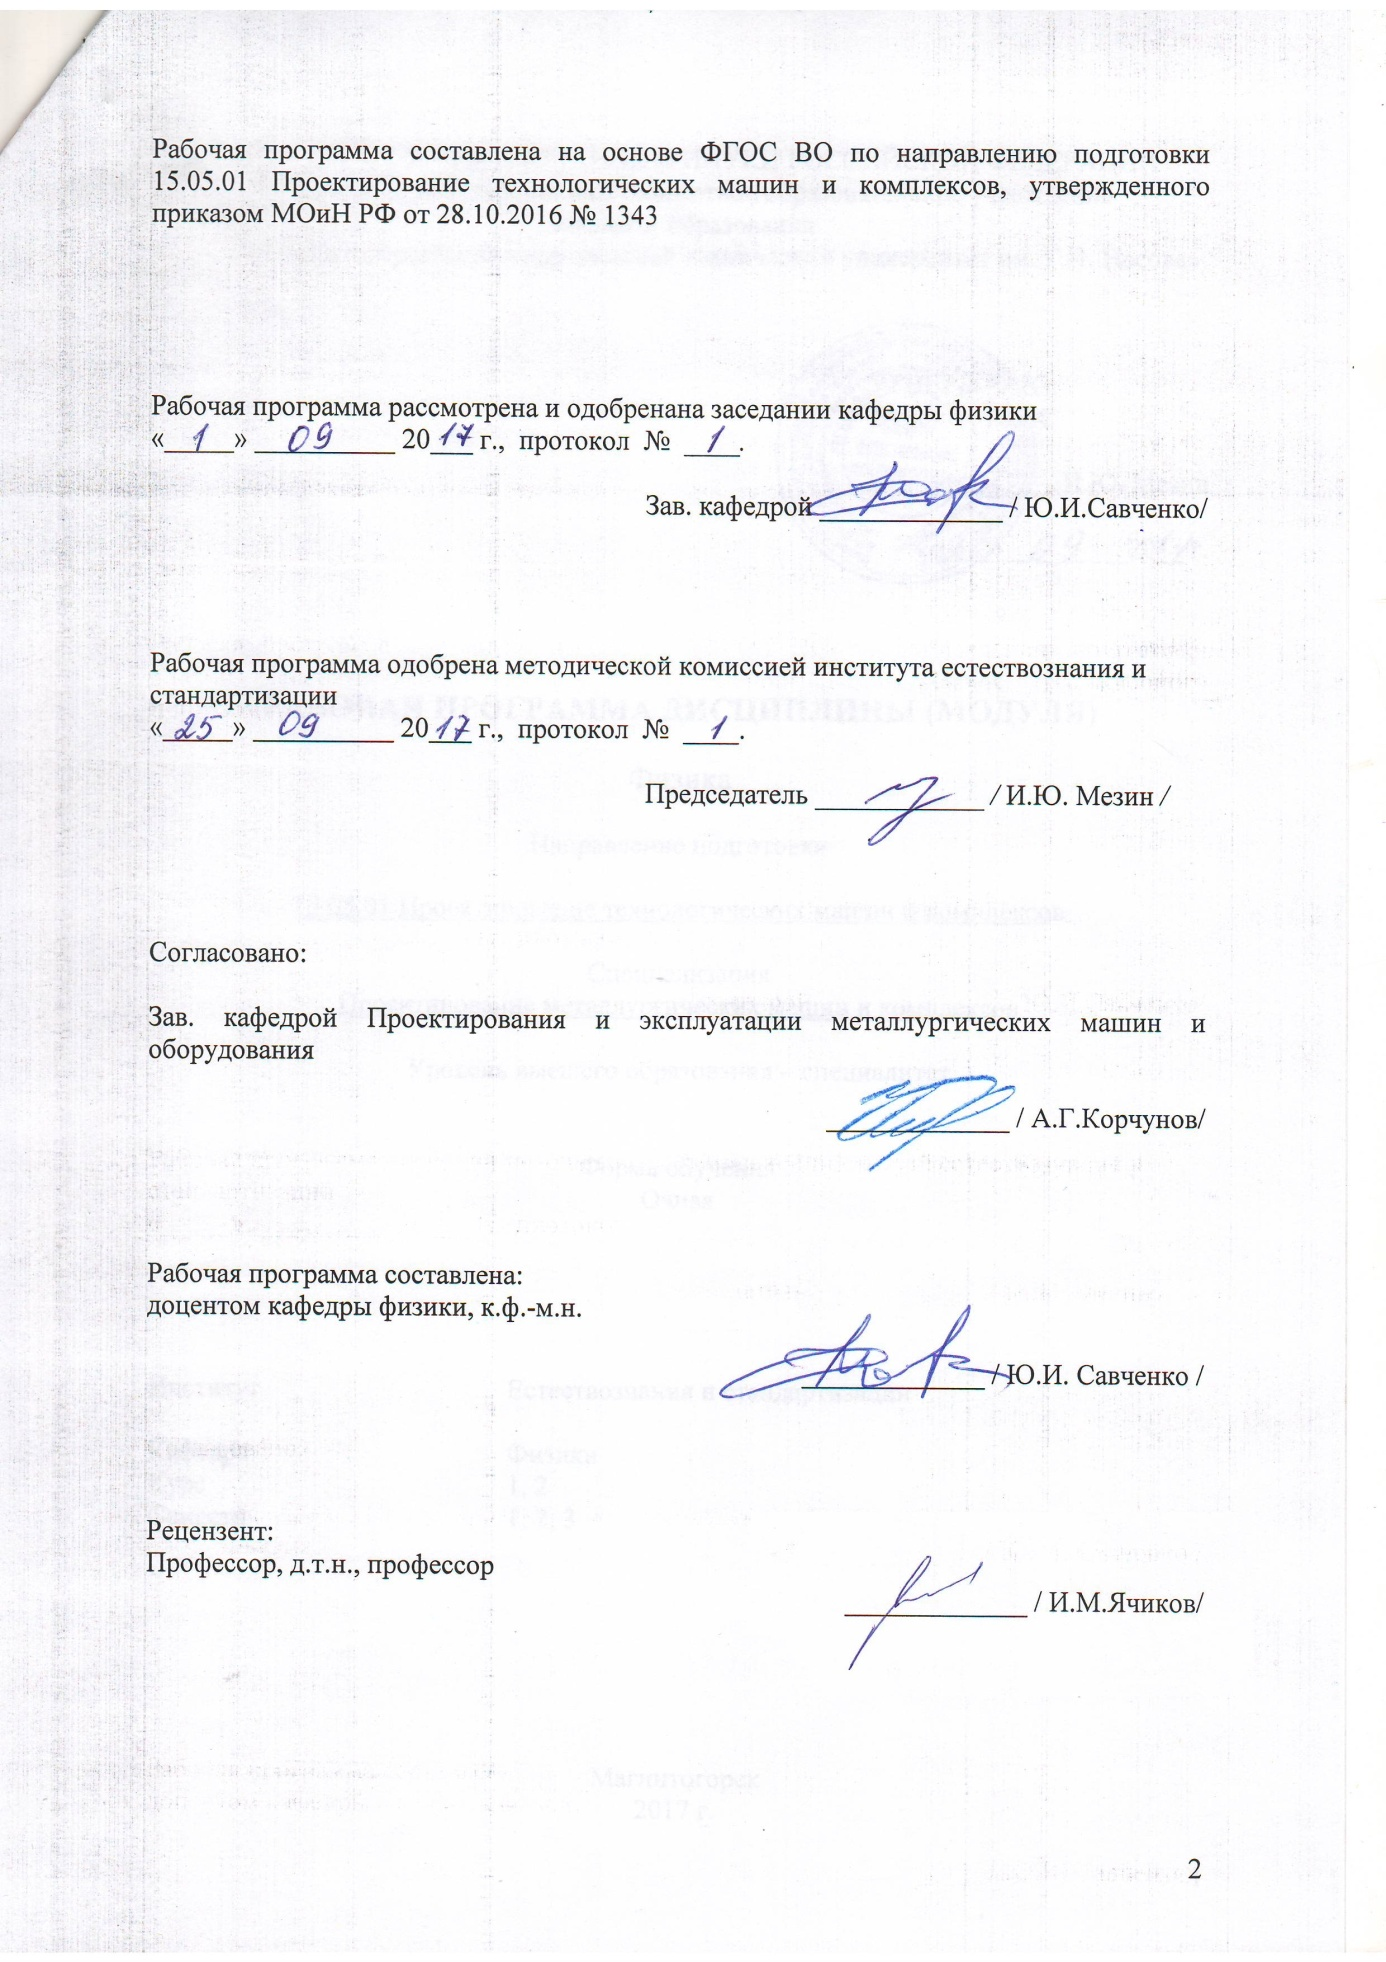 Рабочая программа составлена на основе ФГОС ВО по направлению подготовки
15.05.01 Проектирование технологических машин и комплексов, утвержденного
приказом МОиН РФ от 28.10.2016 № 1343
Рабочая программа рассмотрена и одобренана заседании кафедры физики
«1» 09 2017 г., протокол № 1.
Зав. кафедрой / Ю.И.Савченко/
Рабочая программа одобрена методической комиссией института естествознания и
стандартизации
«25» 09 2017 г., протокол № 1.
Председатель / И.Ю. Мезин /
Согласовано:
Зав. кафедрой Проектирования и эксплуатации металлургических машин и
оборудования
/ А.Г.Корчунов/
Рабочая программа составлена:
доцентом кафедры физики, к.ф.-м.н.
/ Ю.И. Савченко /
Рецензент:
Профессор, д.т.н., профессор
/ И.М.Ячиков/
2